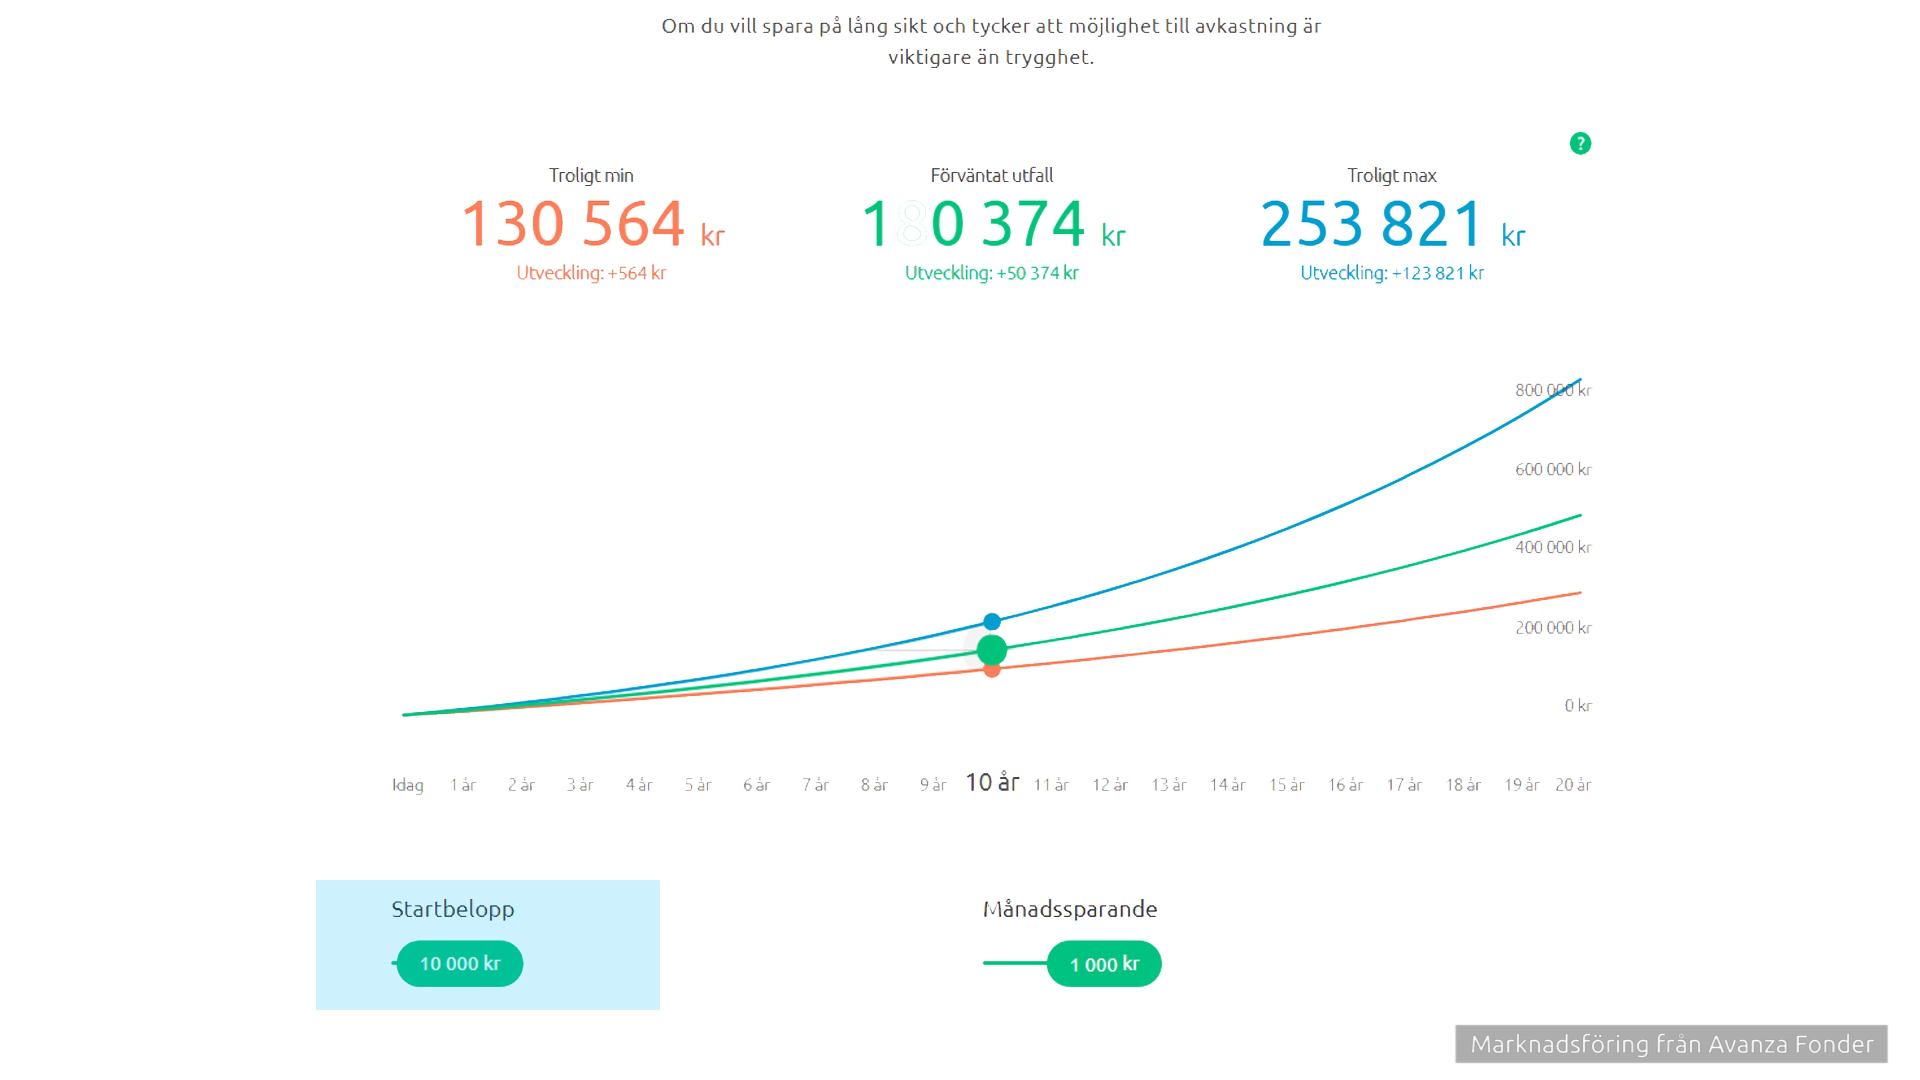 Om du vill spara på lång sikt och tycker att möjlighet till avkastning är
viktigare än trygghet.
?
Troligt min
130 564 kr
Utveckling: +564 kr
Förväntat utfall
180 374 kr
Utveckling: +50 374 kr
Troligt max
253 821 kr
Utveckling: +123 821 kr
800 000 kr
600 000 kr
400 000 kr
200 000 kr
0 kr
Idag 1 år 2 år 3 år 4 år 5 år 6 år 7 år 8 år 9 år 10 år 11 år 12 år 13 år 14 år 15 år 16 år 17 år 18 år 19 år 20 år
Startbelopp
10 000 kr
Månadssparande
1 000 kr
Marknadsföring från Avanza Fonder